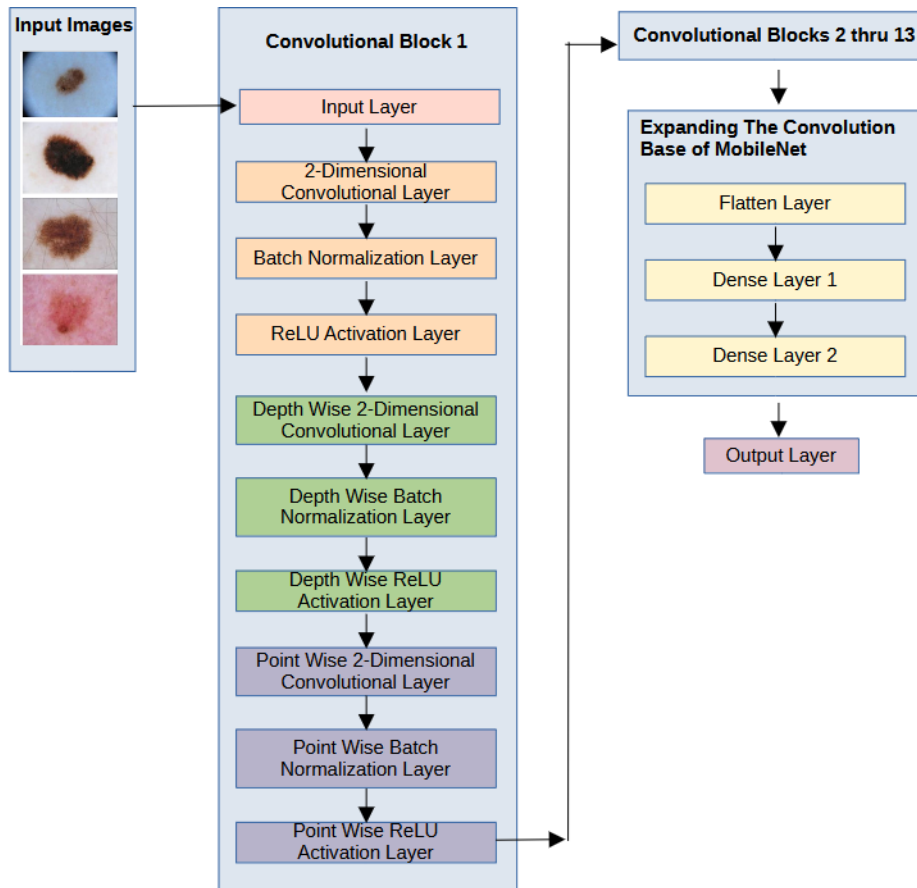 Input Images
Convolutional Block 1
Input Layer
2-Dimensional
Convolutional Layer
Batch Normalization Layer
ReLU Activation Layer
Depth Wise 2-Dimensional
Convolutional Layer
Depth Wise Batch
Normalization Layer
Depth Wise ReLU
Activation Layer
Point Wise 2-Dimensional
Convolutional Layer
Point Wise Batch
Normalization Layer
Point Wise ReLU
Activation Layer
Convolutional Blocks 2 thru 13
Expanding The Convolution
Base of MobileNet
Flatten Layer
Dense Layer 1
Dense Layer 2
Output Layer